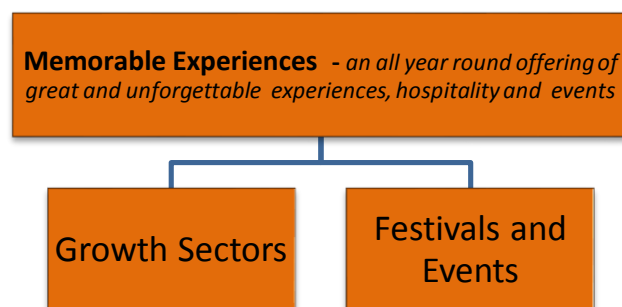 Memorable Experiences - an all year round offering of
great and unforgettable experiences, hospitality and events
Growth Sectors
Festivals and
Events